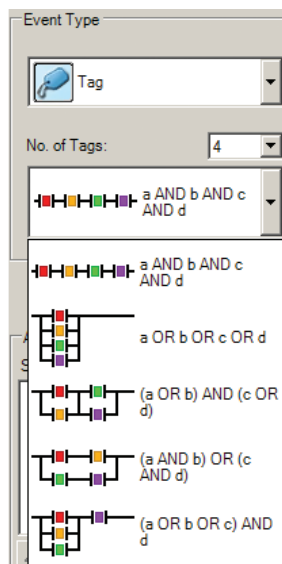 Event Type
Tag
No. of Tags:
4
a AND b AND c
AND d
a AND b AND c
AND d
a OR b OR c OR d
(a OR b) AND (c OR
d)
(a AND b) OR (c
AND d)
(a OR b OR c) AND
d